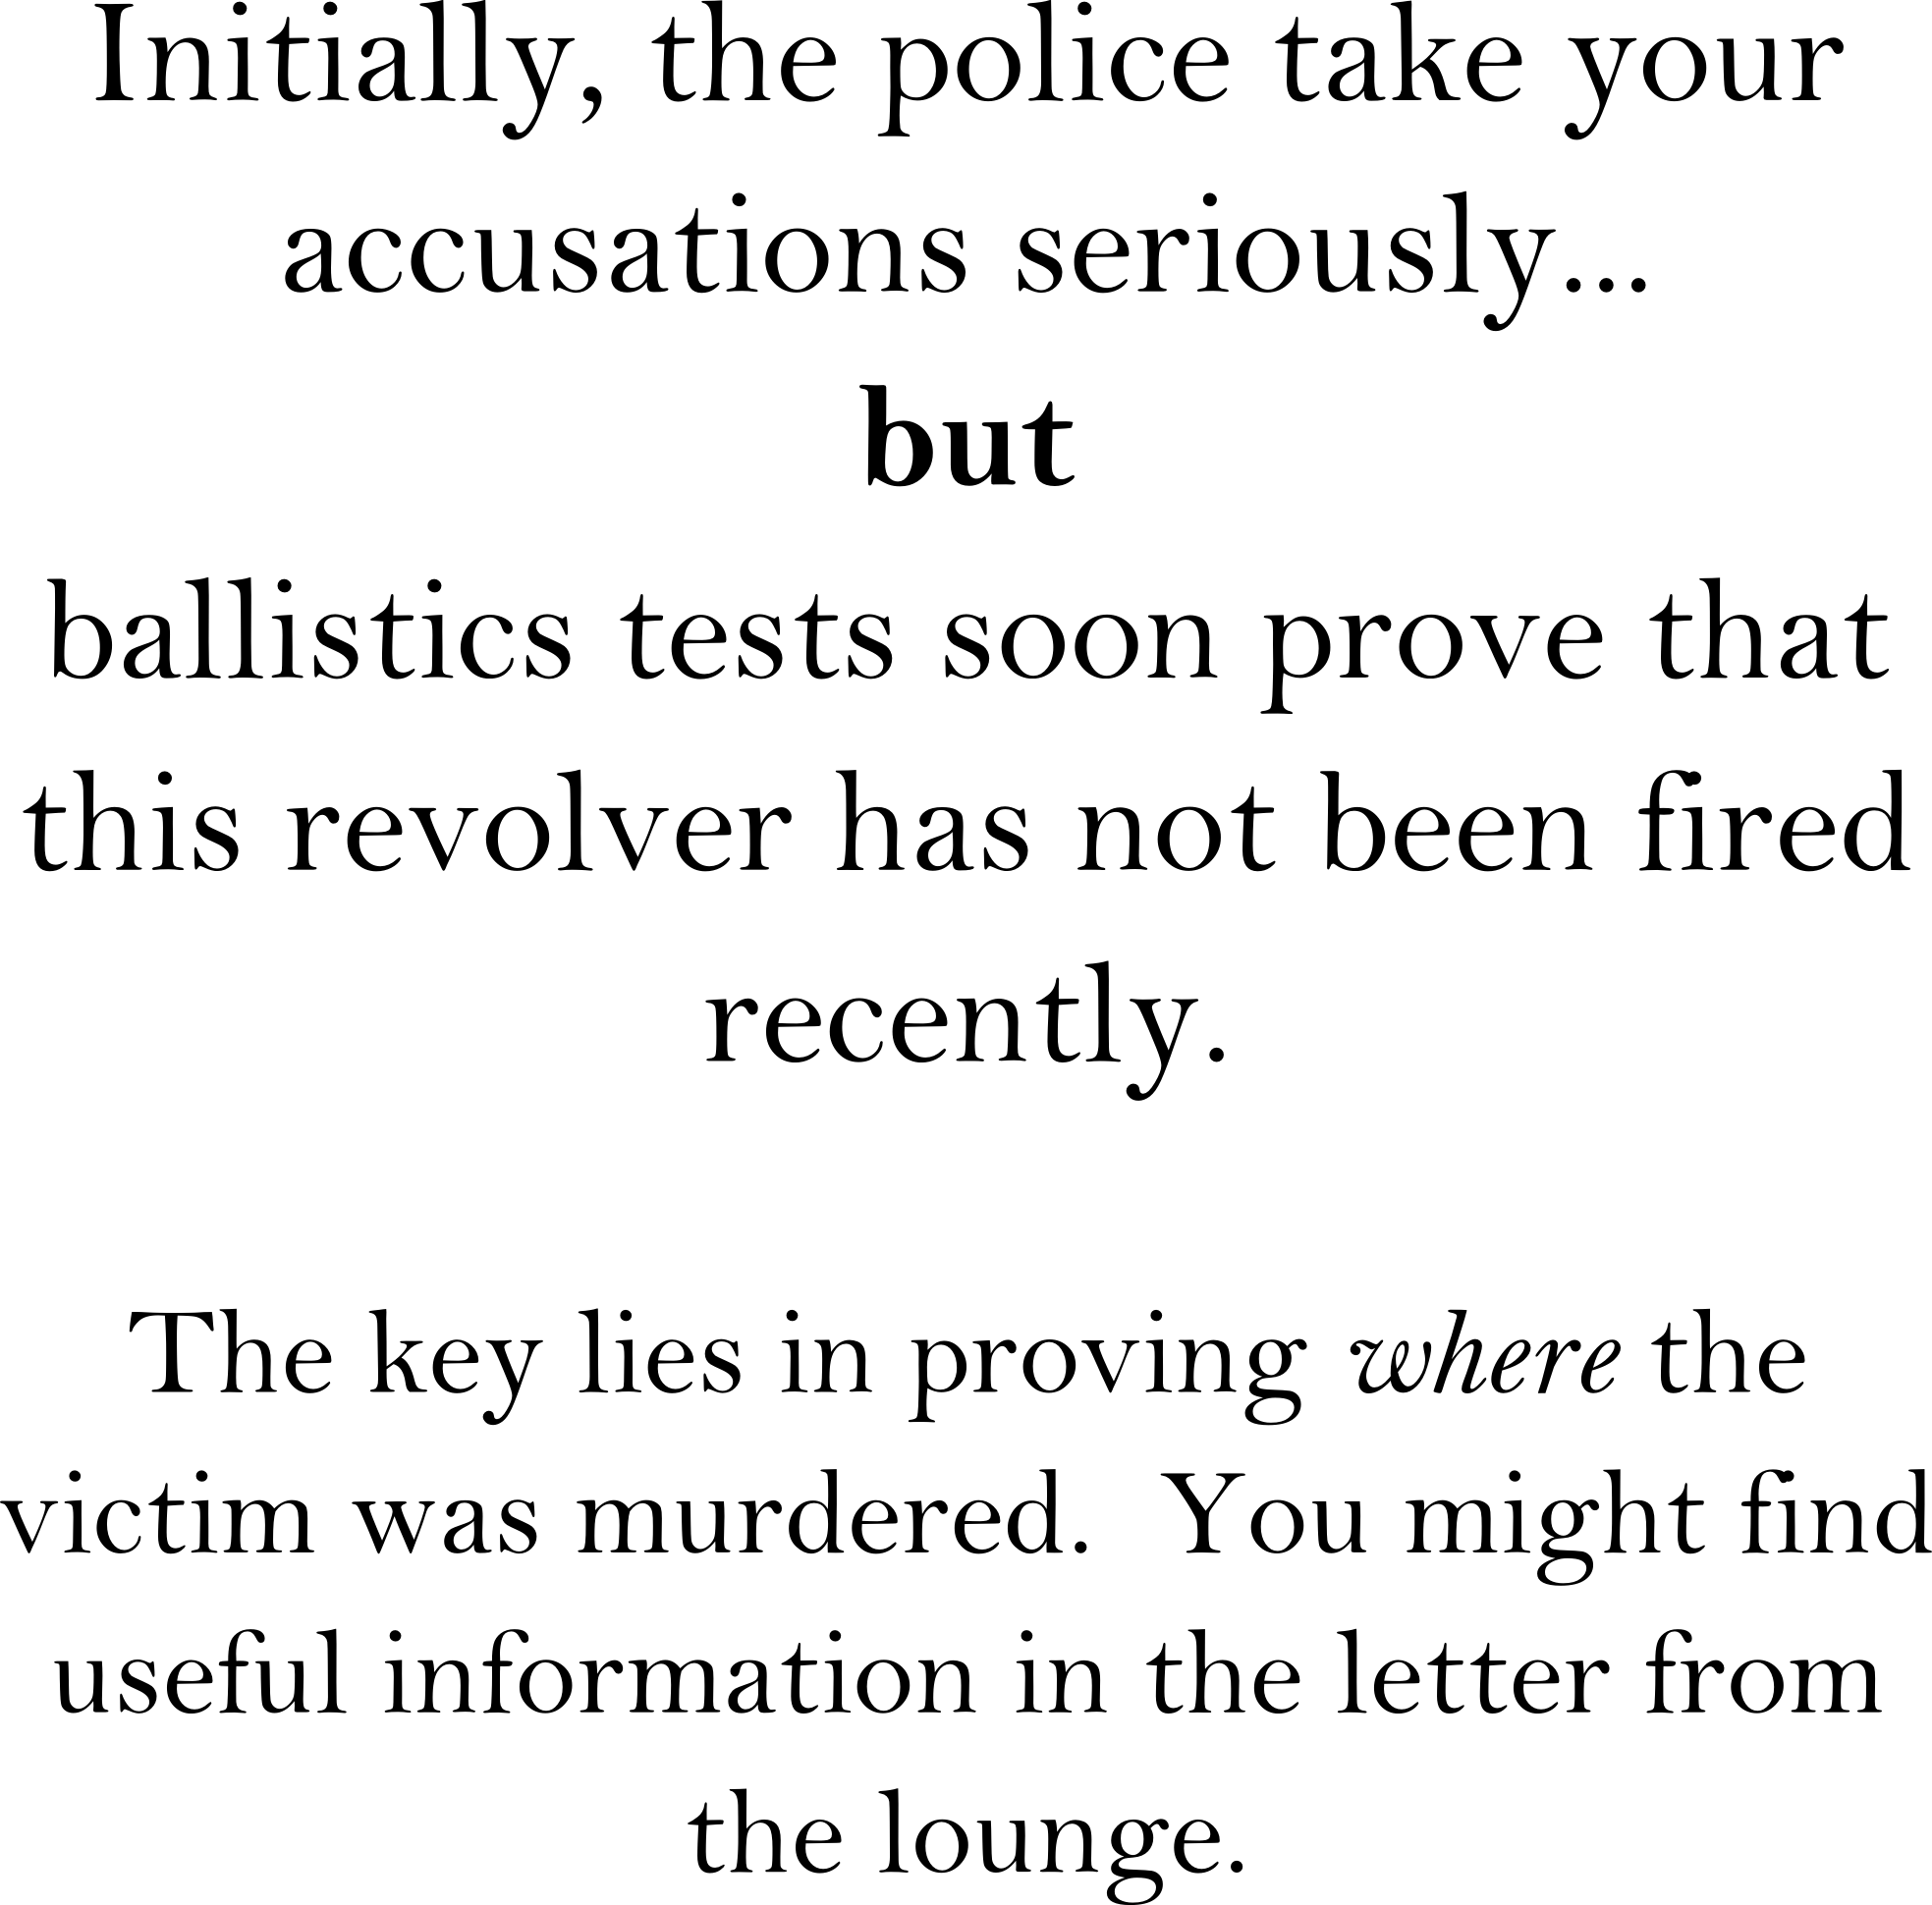 Initially, the police take your
accusations seriously...
but
ballistics tests soon prove that
this revolver has not been fired
recently.
The key lies in proving where the
victim was murdered.  You might find
useful information in the letter from
the lounge.